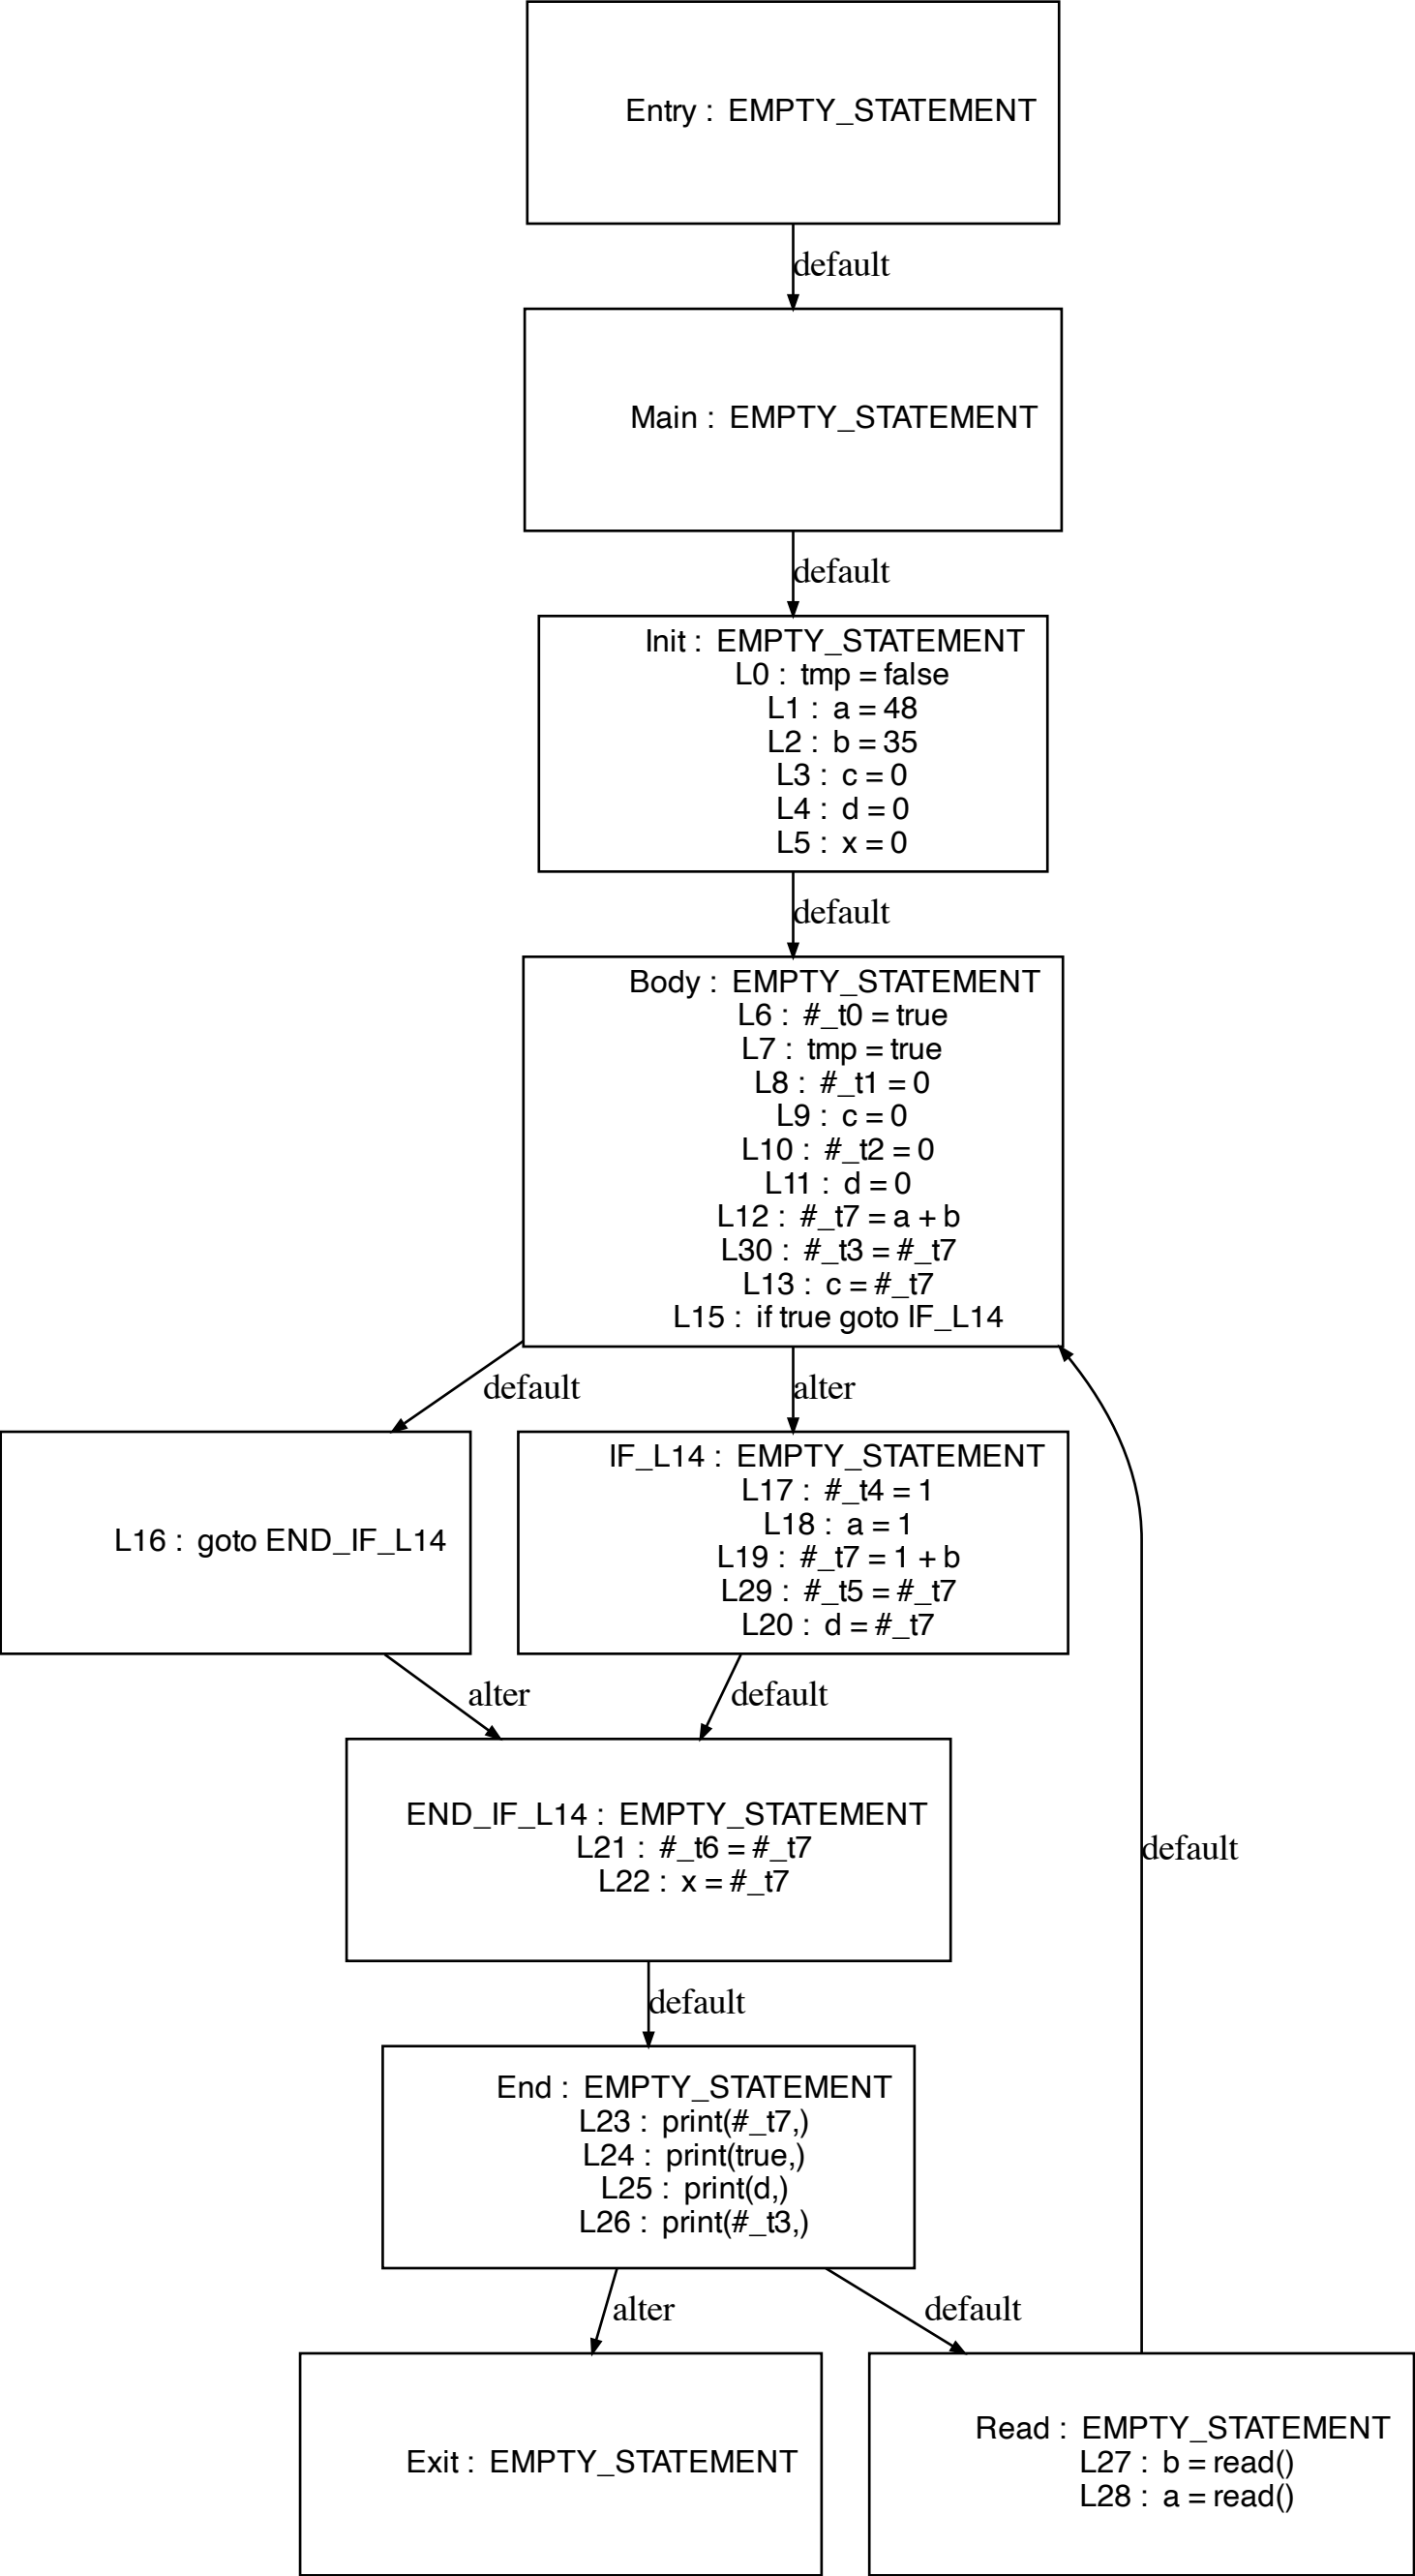 Entry :  EMPTY_STATEMENT
default
Main :  EMPTY_STATEMENT
default
Init :  EMPTY_STATEMENT
L0 :  tmp = false
L1 :  a = 48
L2 :  b = 35
L3 :  c = 0
L4 :  d = 0
L5 :  x = 0
default
Body :  EMPTY_STATEMENT
L6 :  #_t0 = true
L7 :  tmp = true
L8 :  #_t1 = 0
L9 :  c = 0
L10 :  #_t2 = 0
L11 :  d = 0
L12 :  #_t7 = a + b
L30 :  #_t3 = #_t7
L13 :  c = #_t7
L15 :  if true goto IF_L14
default
alter
L16 :  goto END_IF_L14
IF_L14 :  EMPTY_STATEMENT
L17 :  #_t4 = 1
L18 :  a = 1
L19 :  #_t7 = 1 + b
L29 :  #_t5 = #_t7
L20 :  d = #_t7
alter
default
END_IF_L14 :  EMPTY_STATEMENT
L21 :  #_t6 = #_t7
L22 :  x = #_t7
default
default
End :  EMPTY_STATEMENT
L23 :  print(#_t7,)
L24 :  print(true,)
L25 :  print(d,)
L26 :  print(#_t3,)
alter
default
Exit :  EMPTY_STATEMENT
Read :  EMPTY_STATEMENT
L27 :  b = read()
L28 :  a = read()